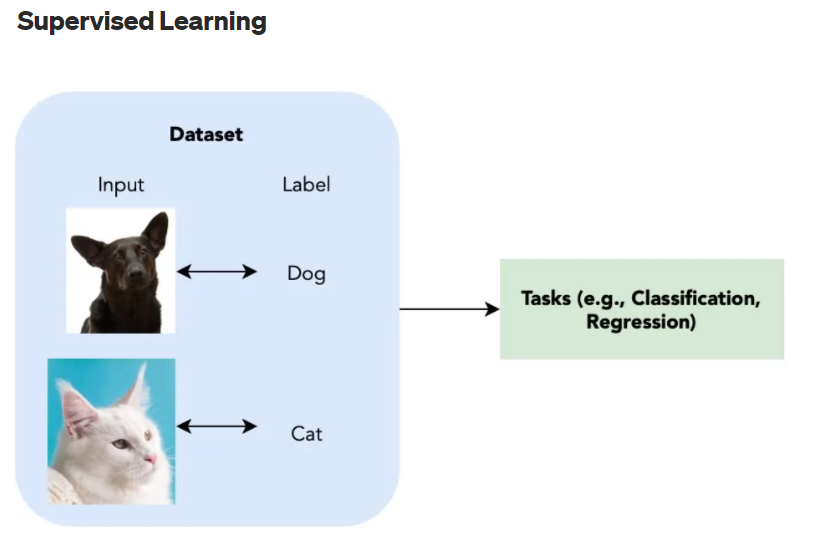 Supervised Learning
Dataset
Input
Label
Dog
Cat
Tasks (e.g., Classification,
Regression)